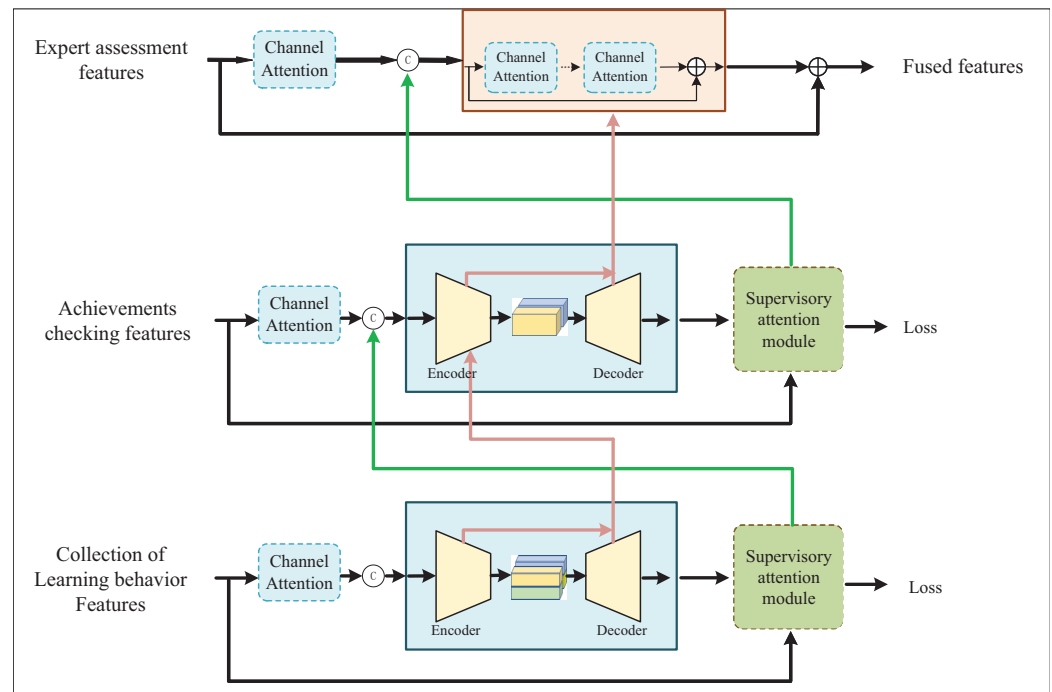 Expert assessment
features
Channel
Attention
C
Channel
Attention
...
Channel
Attention
Fused features
Achievements
checking features
Channel
Attention
C
Encoder
Decoder
Supervisory
attention
module
Loss
Collection of
Learning behavior
Features
Channel
Attention
C
Encoder
Decoder
Supervisory
attention
module
Loss